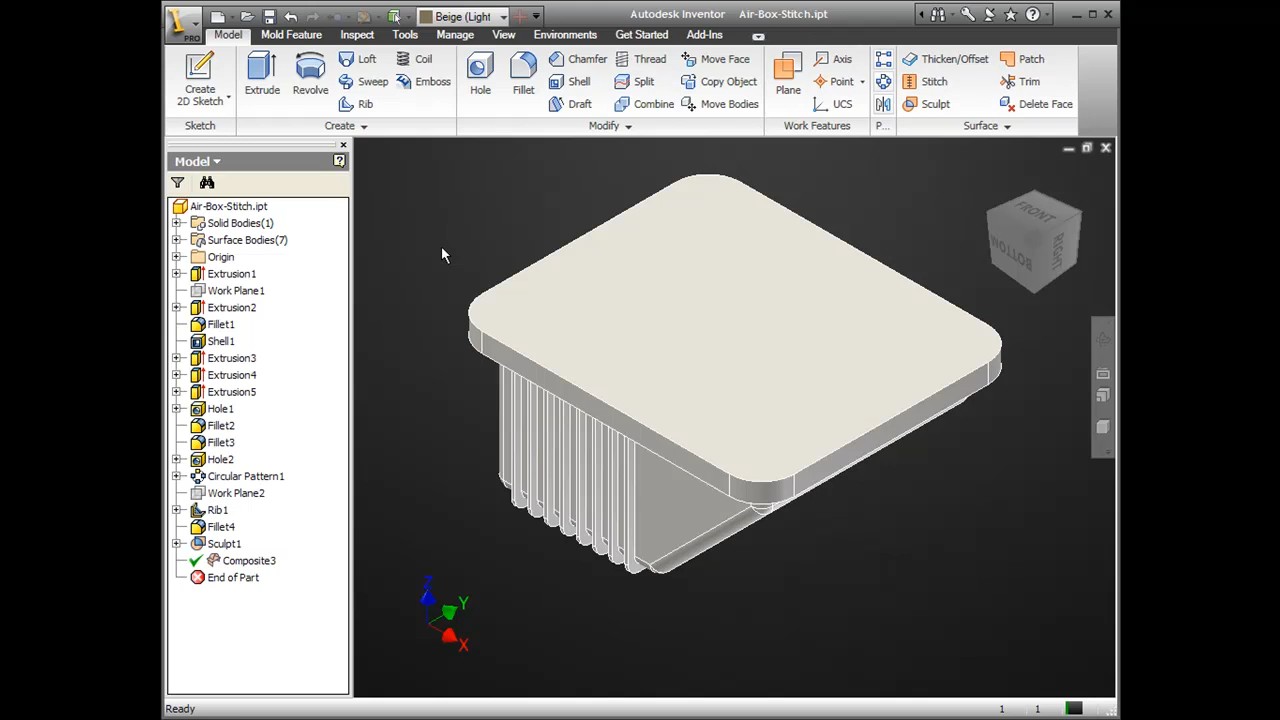 Beige (Light
Autodesk Inventor Air-Box-Stitch.ipt
PRO
Model Mold Feature Inspect Tools Manage View Environments Get Started Add-Ins
Create
2D Sketch
Extrude
Revolve
Loft
Sweep
Rib
Coil
Emboss
Hole
Fillet
Chamfer
Shell
Draft
Thread
Split
Combine
Move Face
Copy Object
Move Bodies
Plane
Axis
Point
UCS
Thicken/Offset
Stitch
Sculpt
Patch
Trim
Delete Face
Sketch Create Modify Work Features P... Surface
Model
Air-Box-Stitch.ipt
Solid Bodies(1)
Surface Bodies(7)
Origin
Extrusion1
Work Plane1
Extrusion2
Fillet1
Shell1
Extrusion3
Extrusion4
Extrusion5
Hole1
Fillet2
Fillet3
Hole2
Circular Pattern1
Work Plane2
Rib1
Fillet4
Sculpt1
Composite3
End of Part
FRONT
RIGHT
BOTTOM
Z
Y
X
Ready 1 1